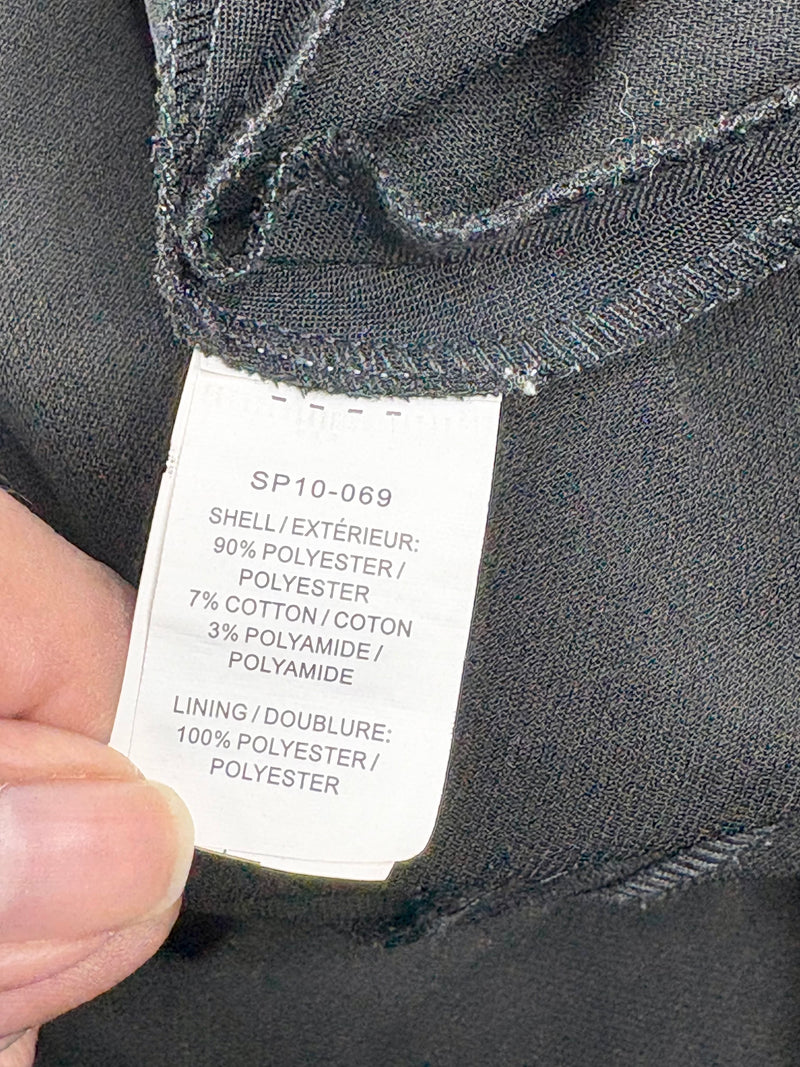 SP10-069
SHELL / EXTÉRIEUR:
90% POLYESTER /
POLYESTER
7% COTTON / COTON
3% POLYAMIDE /
POLYAMIDE
LINING / DOUBLURE:
100% POLYESTER /
POLYESTER